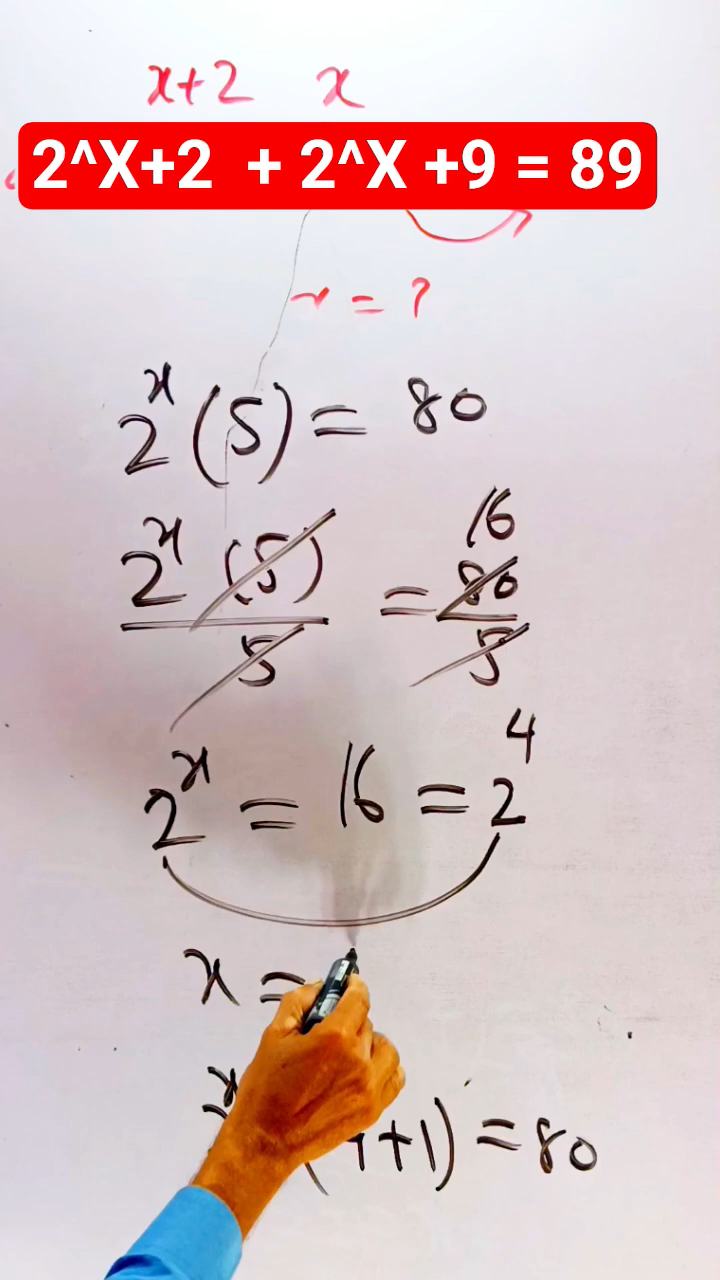 x+2 x
2^X+2 + 2^X +9 = 89
x = ?
2^x (5) = 80
2^x (5) / 5 = 80 / 5 16
2^x = 16 = 2^4
x =
x (4+1) = 80